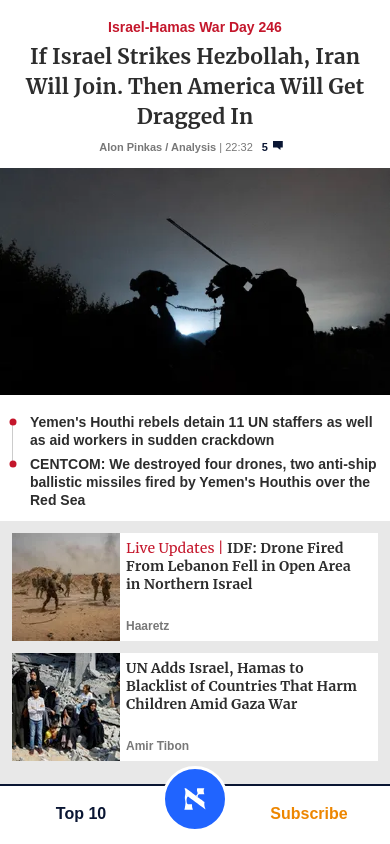 Israel-Hamas War Day 246
If Israel Strikes Hezbollah, Iran
Will Join. Then America Will Get
Dragged In
Alon Pinkas / Analysis | 22:32 5
Yemen's Houthi rebels detain 11 UN staffers as well
as aid workers in sudden crackdown
CENTCOM: We destroyed four drones, two anti-ship
ballistic missiles fired by Yemen's Houthis over the
Red Sea
Live Updates | IDF: Drone Fired
From Lebanon Fell in Open Area
in Northern Israel
Haaretz
UN Adds Israel, Hamas to
Blacklist of Countries That Harm
Children Amid Gaza War
Amir Tibon
Top 10
א
Subscribe